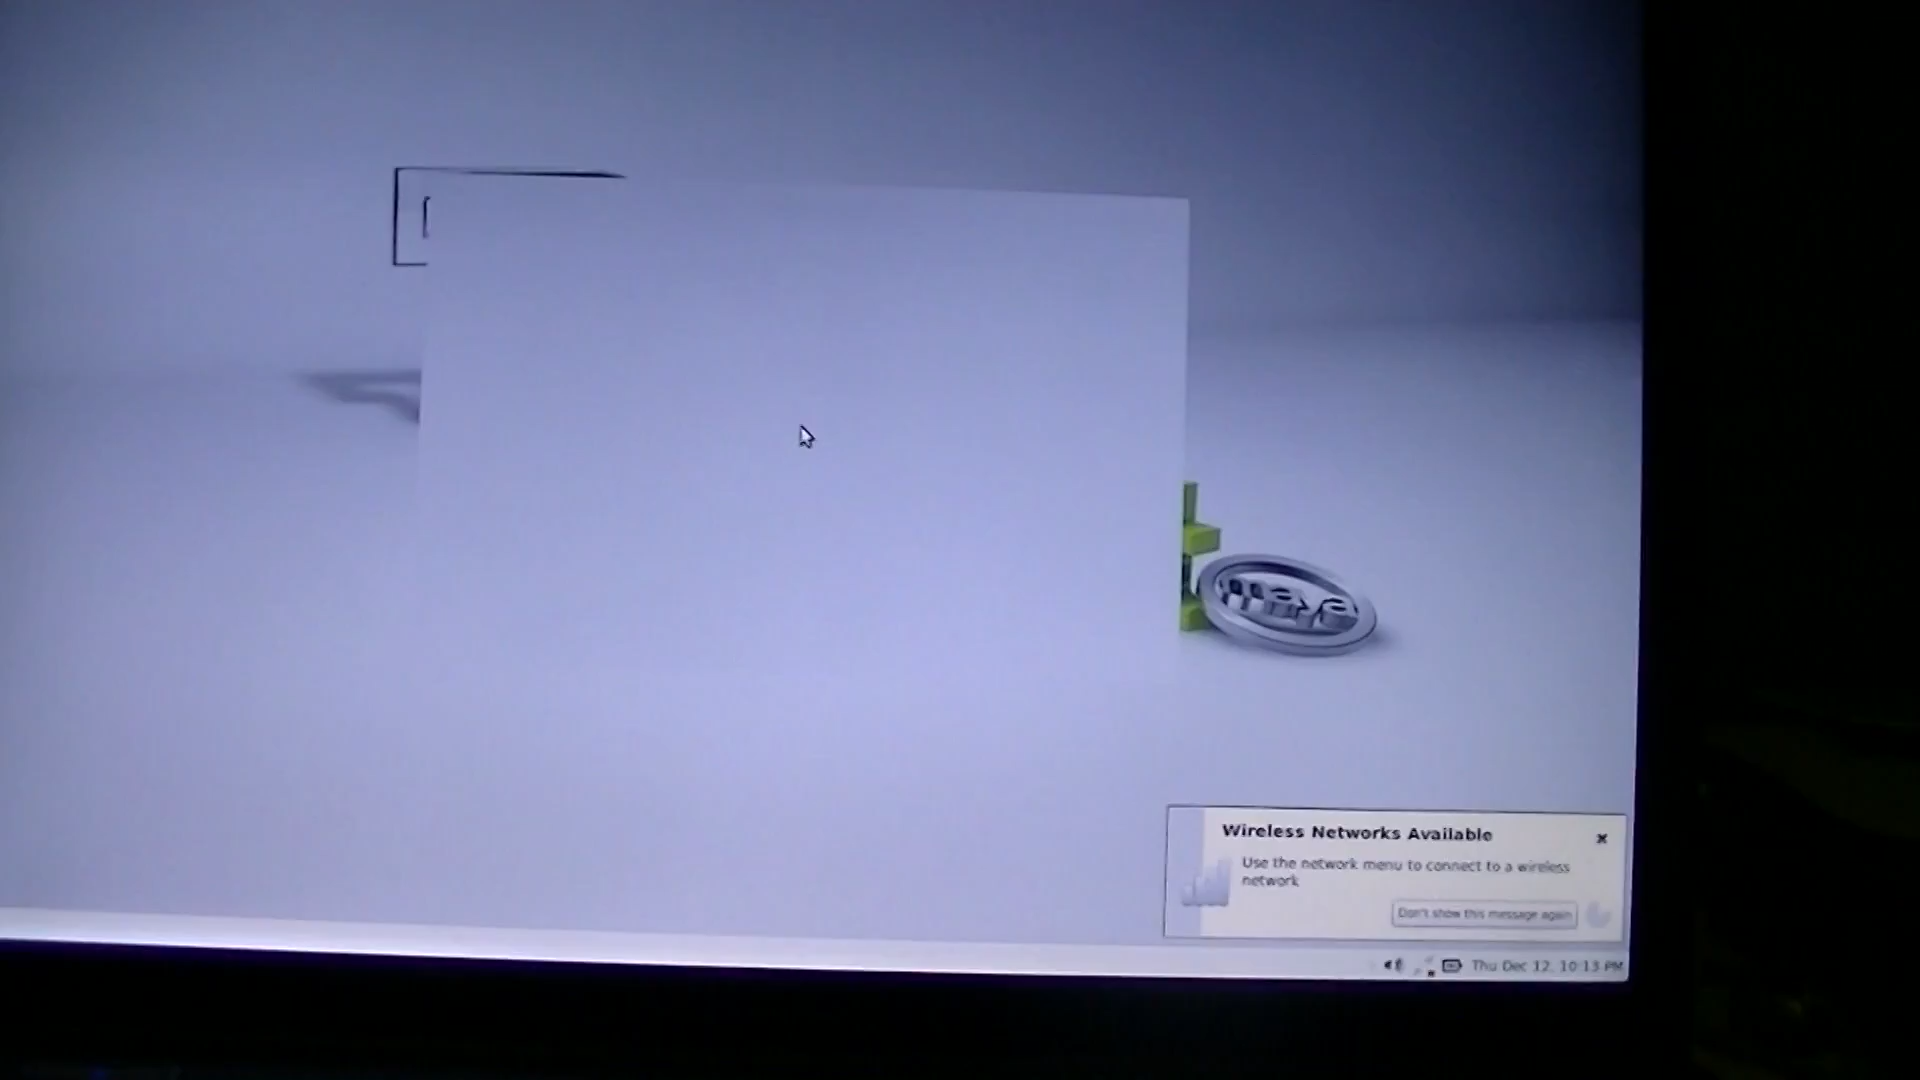 maya
Wireless Networks Available
Use the network menu to connect to a wireless
network
Don't show this message again
Thu Dec 12, 10:13 PM